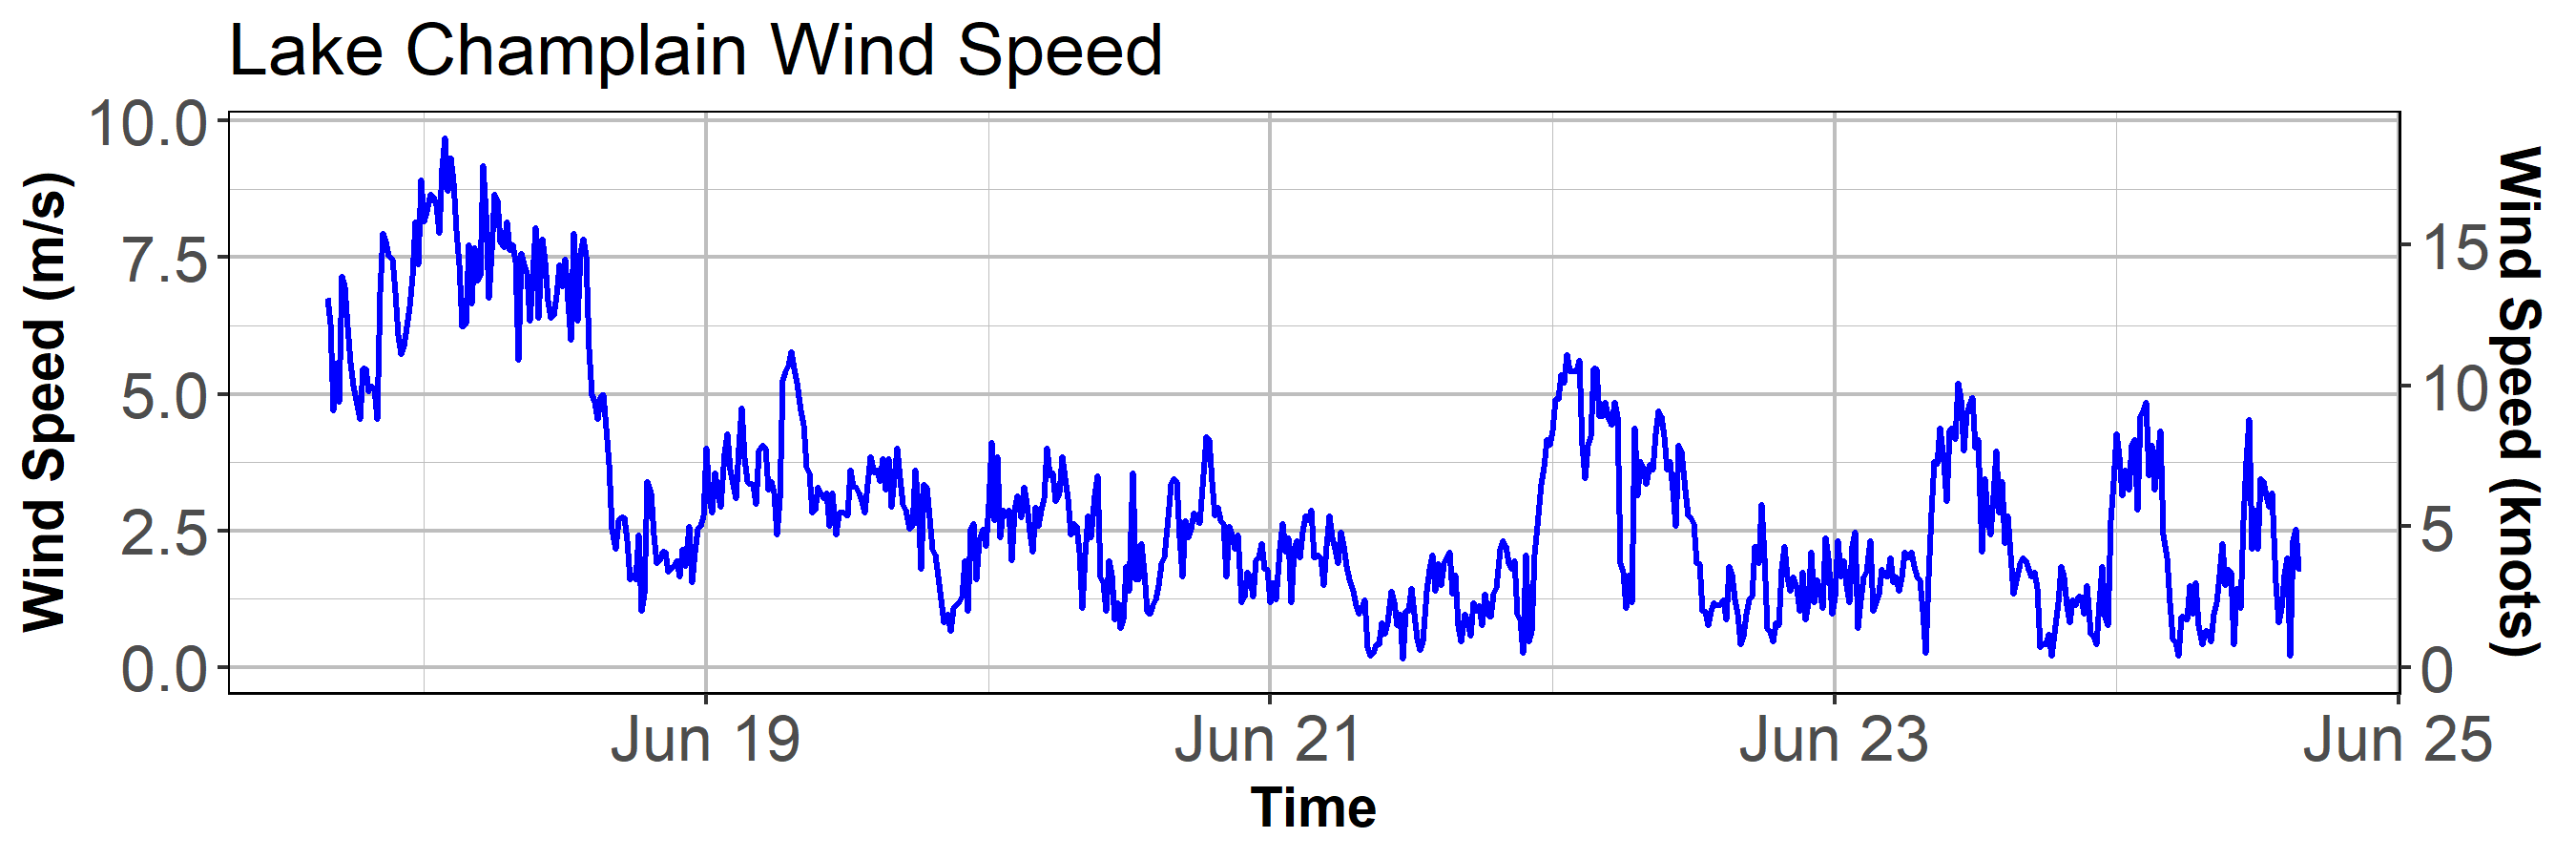 Lake Champlain Wind Speed
Wind Speed (m/s)
10.0
7.5
5.0
2.5
0.0
Wind Speed (knots)
15
10
5
0
Jun 19
Jun 21
Jun 23
Jun 25
Time